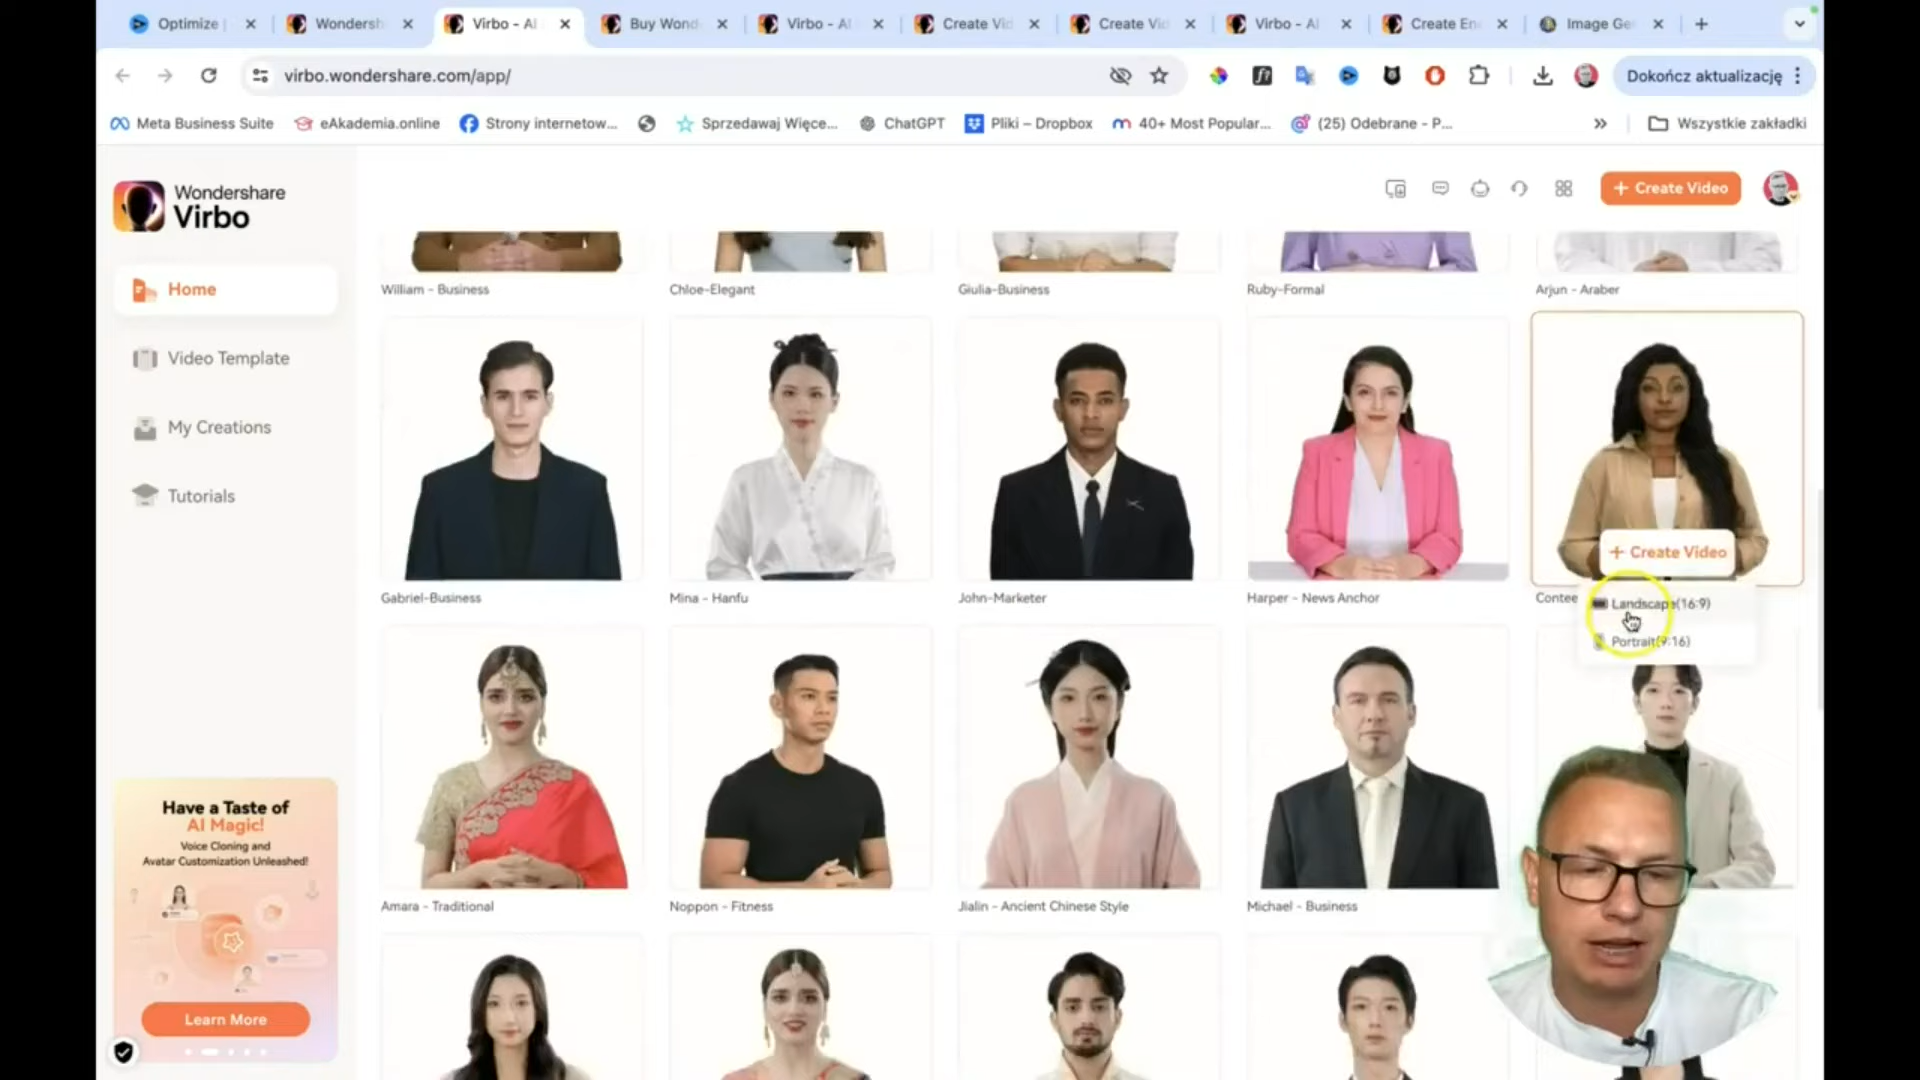 Optimize
Wondersh
Virbo - AI
Buy Wond
Virbo - AI
Create Vid
Create Vid
Virbo - AI
Create En
Image Ge
virbo.wondershare.com/app/
Dokończ aktualizację
Meta Business Suite
eAkademia.online
Strony internetow...
Sprzedawaj Więce...
ChatGPT
Pliki – Dropbox
40+ Most Popular...
(25) Odebrane - P...
Wszystkie zakładki
Wondershare
Virbo
+ Create Video
Home
Video Template
My Creations
Tutorials
William - Business
Chloe-Elegant
Giulia-Business
Ruby-Formal
Arjun - Araber
+ Create Video
Gabriel-Business
Mina - Hanfu
John-Marketer
Harper - News Anchor
Contee
Landscape(16:9)
Portrait(9:16)
Amara - Traditional
Noppon - Fitness
Jialin - Ancient Chinese Style
Michael - Business
Have a Taste of
AI Magic!
Voice Cloning and
Avatar Customization Unleashed!
Learn More